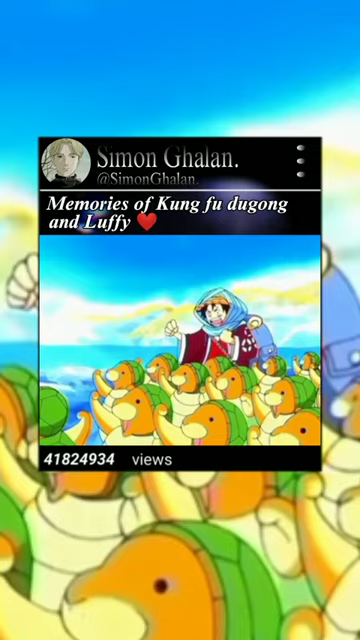 Simon Ghalan.
@SimonGhalan.
Memories of Kung fu dugong
and Luffy ❤️
41824934 views